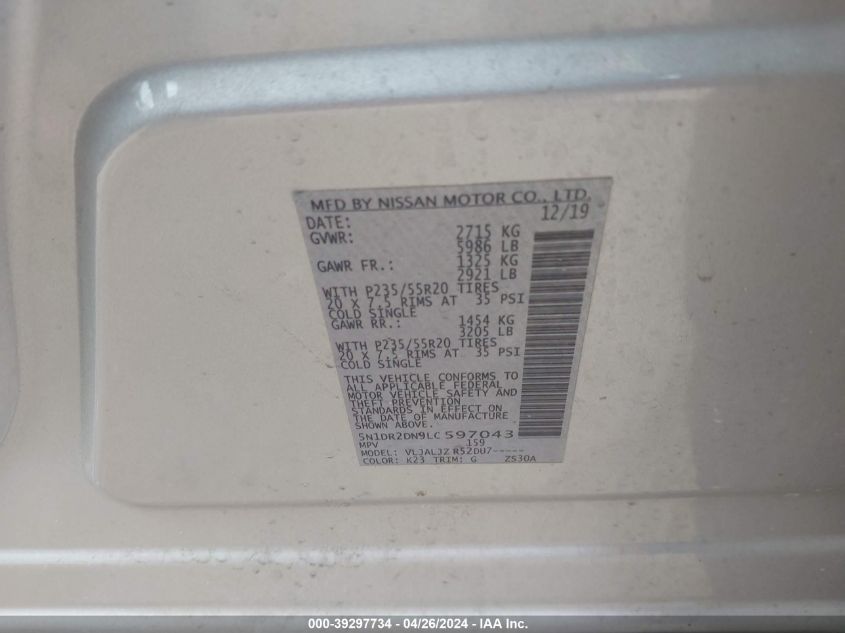 MFD BY NISSAN MOTOR CO., LTD.
DATE: 12/19
GVWR: 2715 KG
5986 LB
GAWR FR.: 1325 KG
2921 LB
WITH P235/55R20 TIRES
20 X 7.5 RIMS AT 35 PSI
COLD SINGLE
GAWR RR.: 1454 KG
3205 LB
WITH P235/55R20 TIRES
20 X 7.5 RIMS AT 35 PSI
COLD SINGLE
THIS VEHICLE CONFORMS TO
ALL APPLICABLE FEDERAL
MOTOR VEHICLE SAFETY AND
THEFT PREVENTION
STANDARDS IN EFFECT ON
THE DATE OF MANUFACTURE
SHOWN ABOVE.
5N1DR2DN9LC597043
MPV 159
MODEL: VLJALJZ R52DU7-----
COLOR: K23 TRIM: G ZS30A
000-39297734 / 04/26/2024 - IAA Inc.